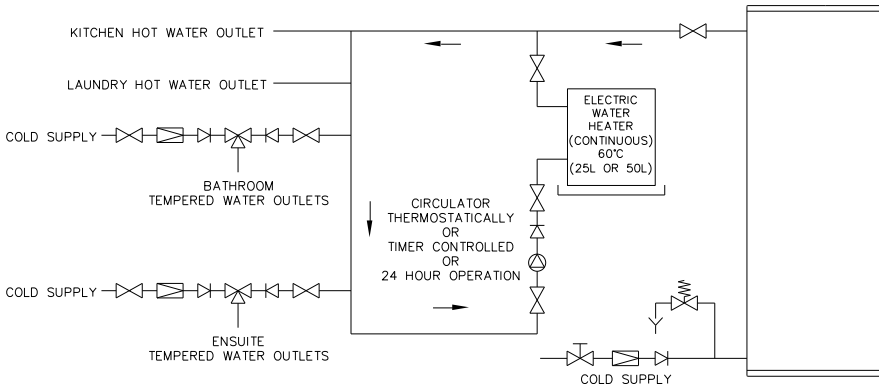 KITCHEN HOT WATER OUTLET
LAUNDRY HOT WATER OUTLET
ELECTRIC
WATER
HEATER
(CONTINUOUS)
60°C
(25L OR 50L)
COLD SUPPLY
BATHROOM
TEMPERED WATER OUTLETS
CIRCULATOR
THERMOSTATICALLY
OR
TIMER CONTROLLED
OR
24 HOUR OPERATION
COLD SUPPLY
ENSUITE
TEMPERED WATER OUTLETS
COLD SUPPLY